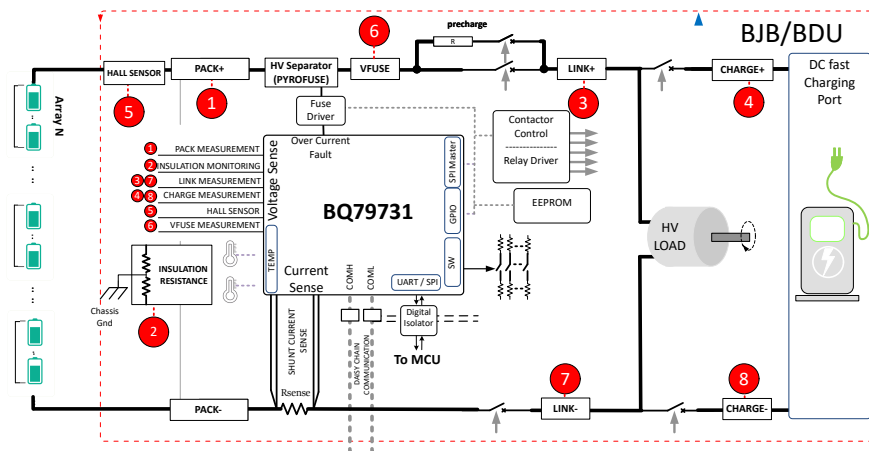 BJB/BDU
precharge
R
6
HALL SENSOR
PACK+
HV Separator
(PYROFUSE)
VFUSE
LINK+
CHARGE+
5
1
3
4
DC fast
Charging
Port
Array N
Fuse
Driver
Over Current
Fault
Contactor
Control
Relay Driver
EEPROM
1 PACK MEASUREMENT
2 INSULATION MONITORING
3 7 LINK MEASUREMENT
4 8 CHARGE MEASUREMENT
5 HALL SENSOR
6 VFUSE MEASUREMENT
Voltage Sense
BQ79731
SPI Master
GPIO
SW
TEMP
Current
Sense
COMH
COML
UART / SPI
HV
LOAD
INSULATION
RESISTANCE
Chassis
Gnd
2
SHUNT CURRENT
SENSE
DAISY CHAIN
COMMUNICATION
Digital
Isolator
To MCU
Rsense
7
8
PACK-
LINK-
CHARGE-